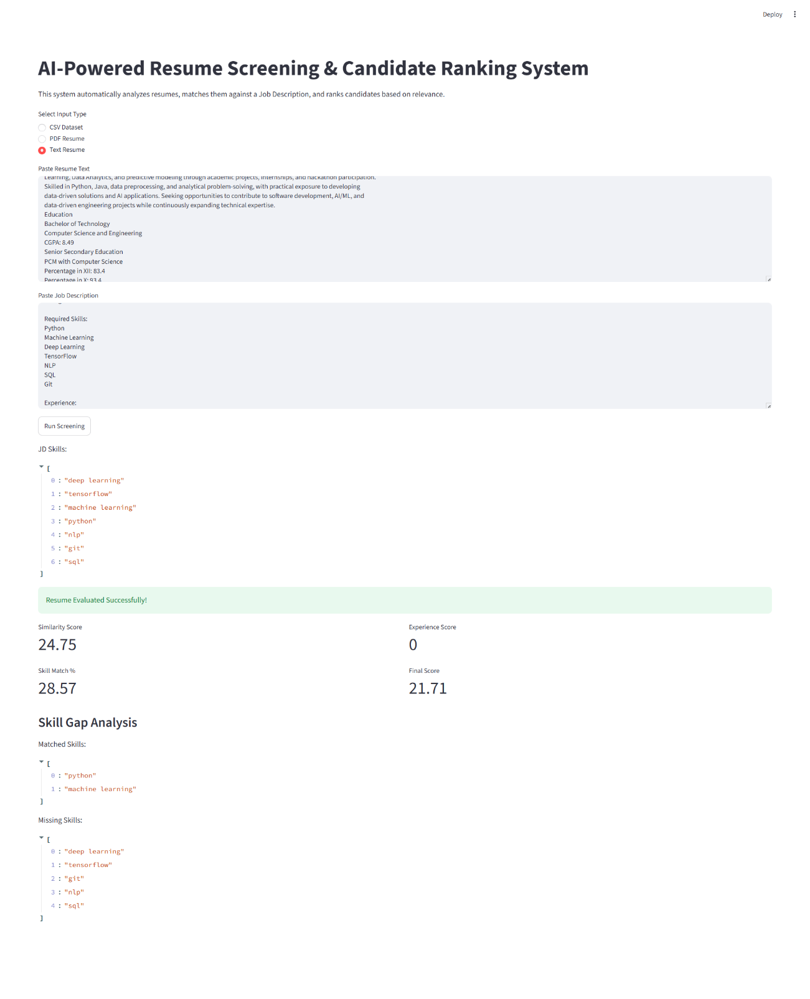 Deploy
AI-Powered Resume Screening & Candidate Ranking System
This system automatically analyzes resumes, matches them against a Job Description, and ranks candidates based on relevance.
Select Input Type
CSV Dataset
PDF Resume
Text Resume
Paste Resume Text
Learning, Data Analytics, and predictive modeling through academic projects, internships, and hackathon participation.
Skilled in Python, Java, data preprocessing, and analytical problem-solving, with practical exposure to developing
data-driven solutions and AI applications. Seeking opportunities to contribute to software development, AI/ML, and
data-driven engineering projects while continuously expanding technical expertise.
Education
Bachelor of Technology
Computer Science and Engineering
CGPA: 8.49
Senior Secondary Education
PCM with Computer Science
Percentage in XII: 83.4
Percentage in X: 93.4
Paste Job Description
Required Skills:
Python
Machine Learning
Deep Learning
TensorFlow
NLP
SQL
Git
Experience:
Run Screening
JD Skills:
[
0 : "deep learning"
1 : "tensorflow"
2 : "machine learning"
3 : "python"
4 : "nlp"
5 : "git"
6 : "sql"
]
Resume Evaluated Successfully!
Similarity Score
24.75
Experience Score
0
Skill Match %
28.57
Final Score
21.71
Skill Gap Analysis
Matched Skills:
[
0 : "python"
1 : "machine learning"
]
Missing Skills:
[
0 : "deep learning"
1 : "tensorflow"
2 : "git"
3 : "nlp"
4 : "sql"
]